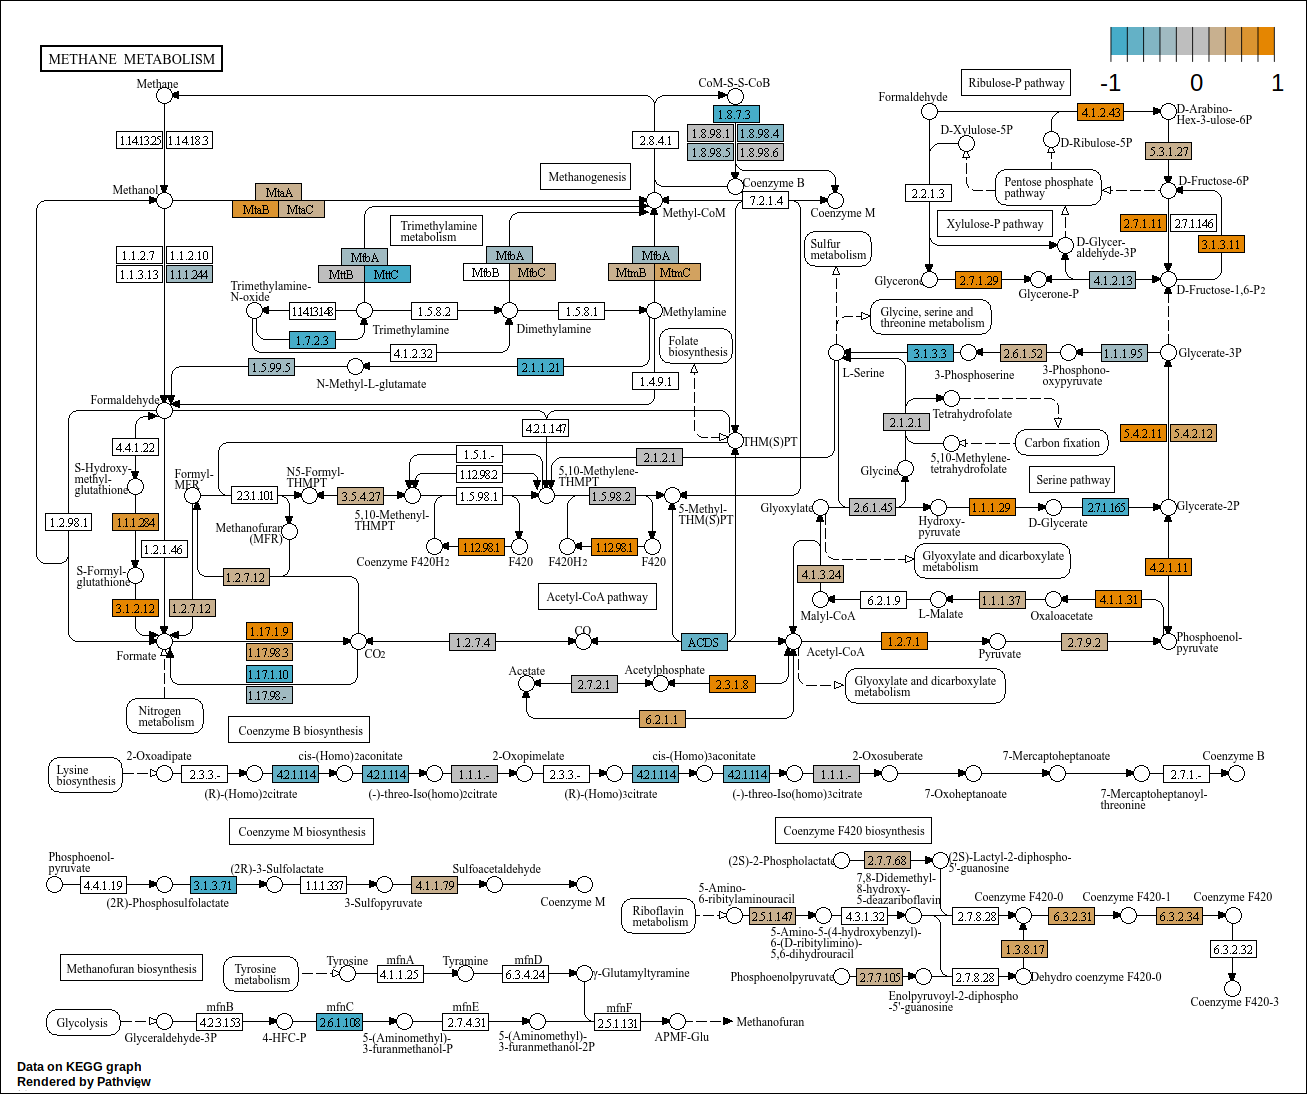 METHANE METABOLISM
-1 0 1
Methane
CoM-S-S-CoB
Ribulose-P pathway
Formaldehyde
4.1.2.43
D-Arabino-
Hex-3-ulose-6P
1.8.7.3
1.14.13.25 1.14.18.3
2.8.4.1
1.8.98.1 1.8.98.4
1.8.98.5 1.8.98.6
D-Xylulose-5P
D-Ribulose-5P
5.3.1.27
Methanogenesis
Coenzyme B
Pentose phosphate
pathway
D-Fructose-6P
Methanol
MtaA
MtaB MtaC
Methyl-CoM
7.2.1.4
Coenzyme M
2.2.1.3
Xylulose-P pathway
2.7.1.11 2.7.1.146
3.1.3.11
Trimethylamine
metabolism
Sulfur
metabolism
D-Glycer-
aldehyde-3P
1.1.2.7 1.1.2.10
1.1.3.13 1.1.1.244
MtbA
MttB MttC
MtbA
MtbB MtbC
MtbA
MtmB MtmC
Glycerone
2.7.1.29
Glycerone-P
4.1.2.13
D-Fructose-1,6-P2
Trimethylamine-
N-oxide
1.14.13.148
1.5.8.2
1.5.8.1
Methylamine
Trimethylamine
Dimethylamine
Glycine, serine and
threonine metabolism
1.7.2.3
4.1.2.32
Folate
biosynthesis
1.5.99.5
2.1.1.21
N-Methyl-L-glutamate
1.4.9.1
L-Serine
3.1.3.3
3-Phosphoserine
2.6.1.52
3-Phosphono-
oxypyruvate
1.1.1.95
Glycerate-3P
Formaldehyde
4.2.1.147
THM(S)PT
2.1.2.1
Tetrahydrofolate
Carbon fixation
5.4.2.11 5.4.2.12
4.4.1.22
1.5.1.-
2.1.2.1
5,10-Methylene-
tetrahydrofolate
S-Hydroxy-
methyl-
glutathione
Formyl-
MFR
N5-Formyl-
THMPT
1.12.98.2
5,10-Methylene-
THMPT
Glycine
Serine pathway
2.3.1.101
3.5.4.27
1.5.98.1
1.5.98.2
5,10-Methenyl-
THMPT
5-Methyl-
THM(S)PT
Glyoxylate
2.6.1.45
Hydroxy-
pyruvate
1.1.1.29
D-Glycerate
2.7.1.165
Glycerate-2P
1.2.98.1
1.1.1.284
Methanofuran
(MFR)
1.2.1.46
Coenzyme F420H2
1.12.98.1
F420
F420H2
1.12.98.1
F420
Glyoxylate and dicarboxylate
metabolism
4.2.1.11
S-Formyl-
glutathione
1.2.7.12
4.1.3.24
3.1.2.12
1.2.7.12
Acetyl-CoA pathway
Malyl-CoA
6.2.1.9
L-Malate
1.1.1.37
Oxaloacetate
4.1.1.31
Formate
1.17.1.9
1.17.98.3
1.17.1.10
1.17.98.-
CO2
1.2.7.4
CO
ACDS
Acetyl-CoA
1.2.7.1
Pyruvate
2.7.9.2
Phosphoenol-
pyruvate
Acetate
2.7.2.1
Acetylphosphate
2.3.1.8
6.2.1.1
Glyoxylate and dicarboxylate
metabolism
Nitrogen
metabolism
Coenzyme B biosynthesis
Lysine
biosynthesis
2-Oxoadipate
2.3.3.-
(R)-(Homo)2citrate
4.2.1.114
cis-(Homo)2aconitate
4.2.1.114
(-)-threo-Iso(homo)2citrate
1.1.1.-
2-Oxopimelate
2.3.3.-
(R)-(Homo)3citrate
4.2.1.114
cis-(Homo)3aconitate
4.2.1.114
(-)-threo-Iso(homo)3citrate
1.1.1.-
2-Oxosuberate
7-Oxoheptanoate
7-Mercaptoheptanoate
7-Mercaptoheptanoyl-
threonine
2.7.1.-
Coenzyme B
Coenzyme M biosynthesis
Phosphoenol-
pyruvate
4.4.1.19
(2R)-Phosphosulfolactate
3.1.3.71
(2R)-3-Sulfolactate
1.1.1.337
3-Sulfopyruvate
4.1.1.79
Sulfoacetaldehyde
Coenzyme M
Coenzyme F420 biosynthesis
(2S)-2-Phospholactate
2.7.7.68
(2S)-Lactyl-2-diphospho-
5'-guanosine
Riboflavin
metabolism
5-Amino-
6-ribitylaminouracil
2.5.1.147
5-Amino-5-(4-hydroxybenzyl)-
6-(D-ribitylimino)-
5,6-dihydrouracil
4.3.1.32
7,8-Didemethyl-
8-hydroxy-
5-deazariboflavin
2.7.8.28
Coenzyme F420-0
6.3.2.31
Coenzyme F420-1
6.3.2.34
Coenzyme F420
1.3.8.17
6.3.2.32
Phosphoenolpyruvate
2.7.7.105
Enolpyruvoyl-2-diphospho
-5'-guanosine
2.7.8.28
Dehydro coenzyme F420-0
Coenzyme F420-3
Methanofuran biosynthesis
Tyrosine
metabolism
Tyrosine
mfnA
4.1.1.25
Tyramine
mfnD
6.3.4.24
γ-Glutamyltyramine
Glycolysis
Glyceraldehyde-3P
mfnB
4.2.3.153
4-HFC-P
mfnC
2.6.1.108
5-(Aminomethyl)-
3-furanmethanol-P
mfnE
2.7.4.31
5-(Aminomethyl)-
3-furanmethanol-2P
mfnF
2.5.1.131
APMF-Glu
Methanofuran
Data on KEGG graph
Rendered by Pathview